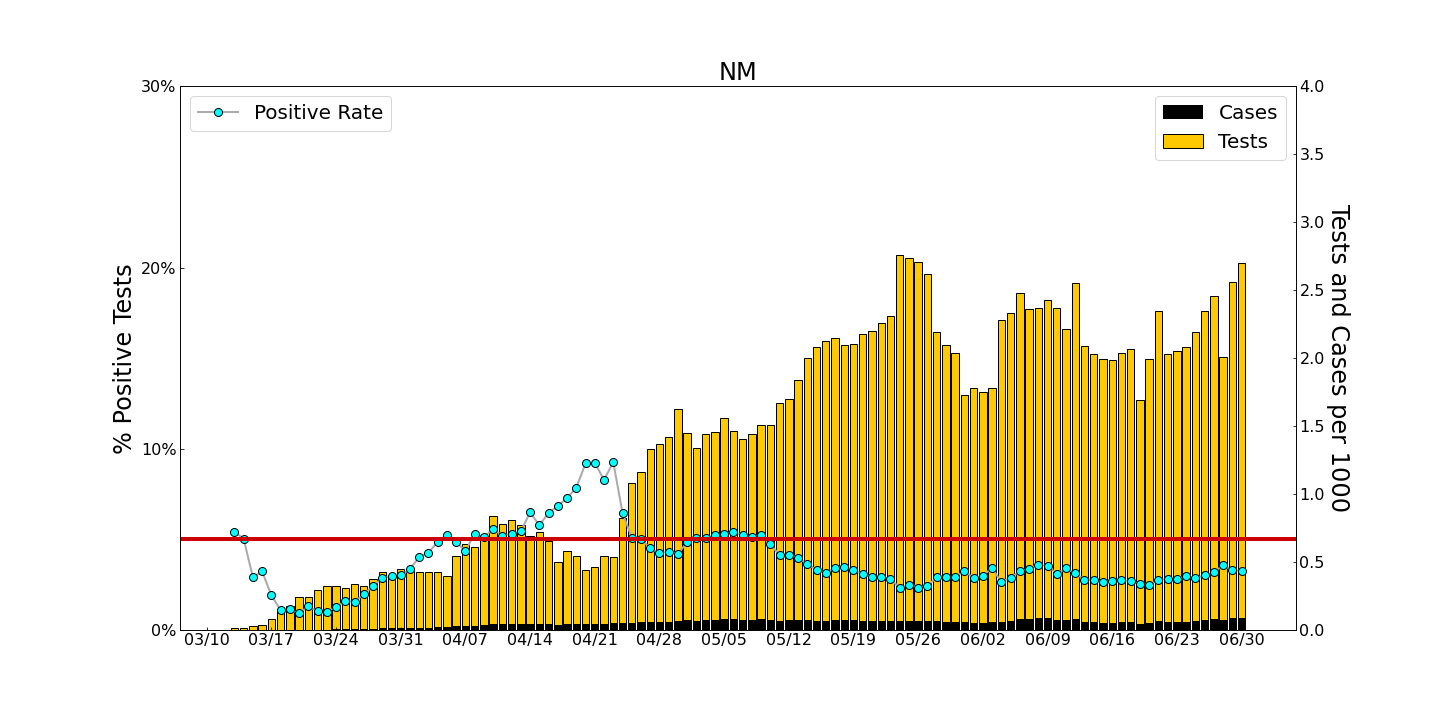 NM
30%
20%
10%
0%
% Positive Tests
Positive Rate
Cases
Tests
4.0
3.5
3.0
2.5
2.0
1.5
1.0
0.5
0.0
Tests and Cases per 1000
03/10 03/17 03/24 03/31 04/07 04/14 04/21 04/28 05/05 05/12 05/19 05/26 06/02 06/09 06/16 06/23 06/30